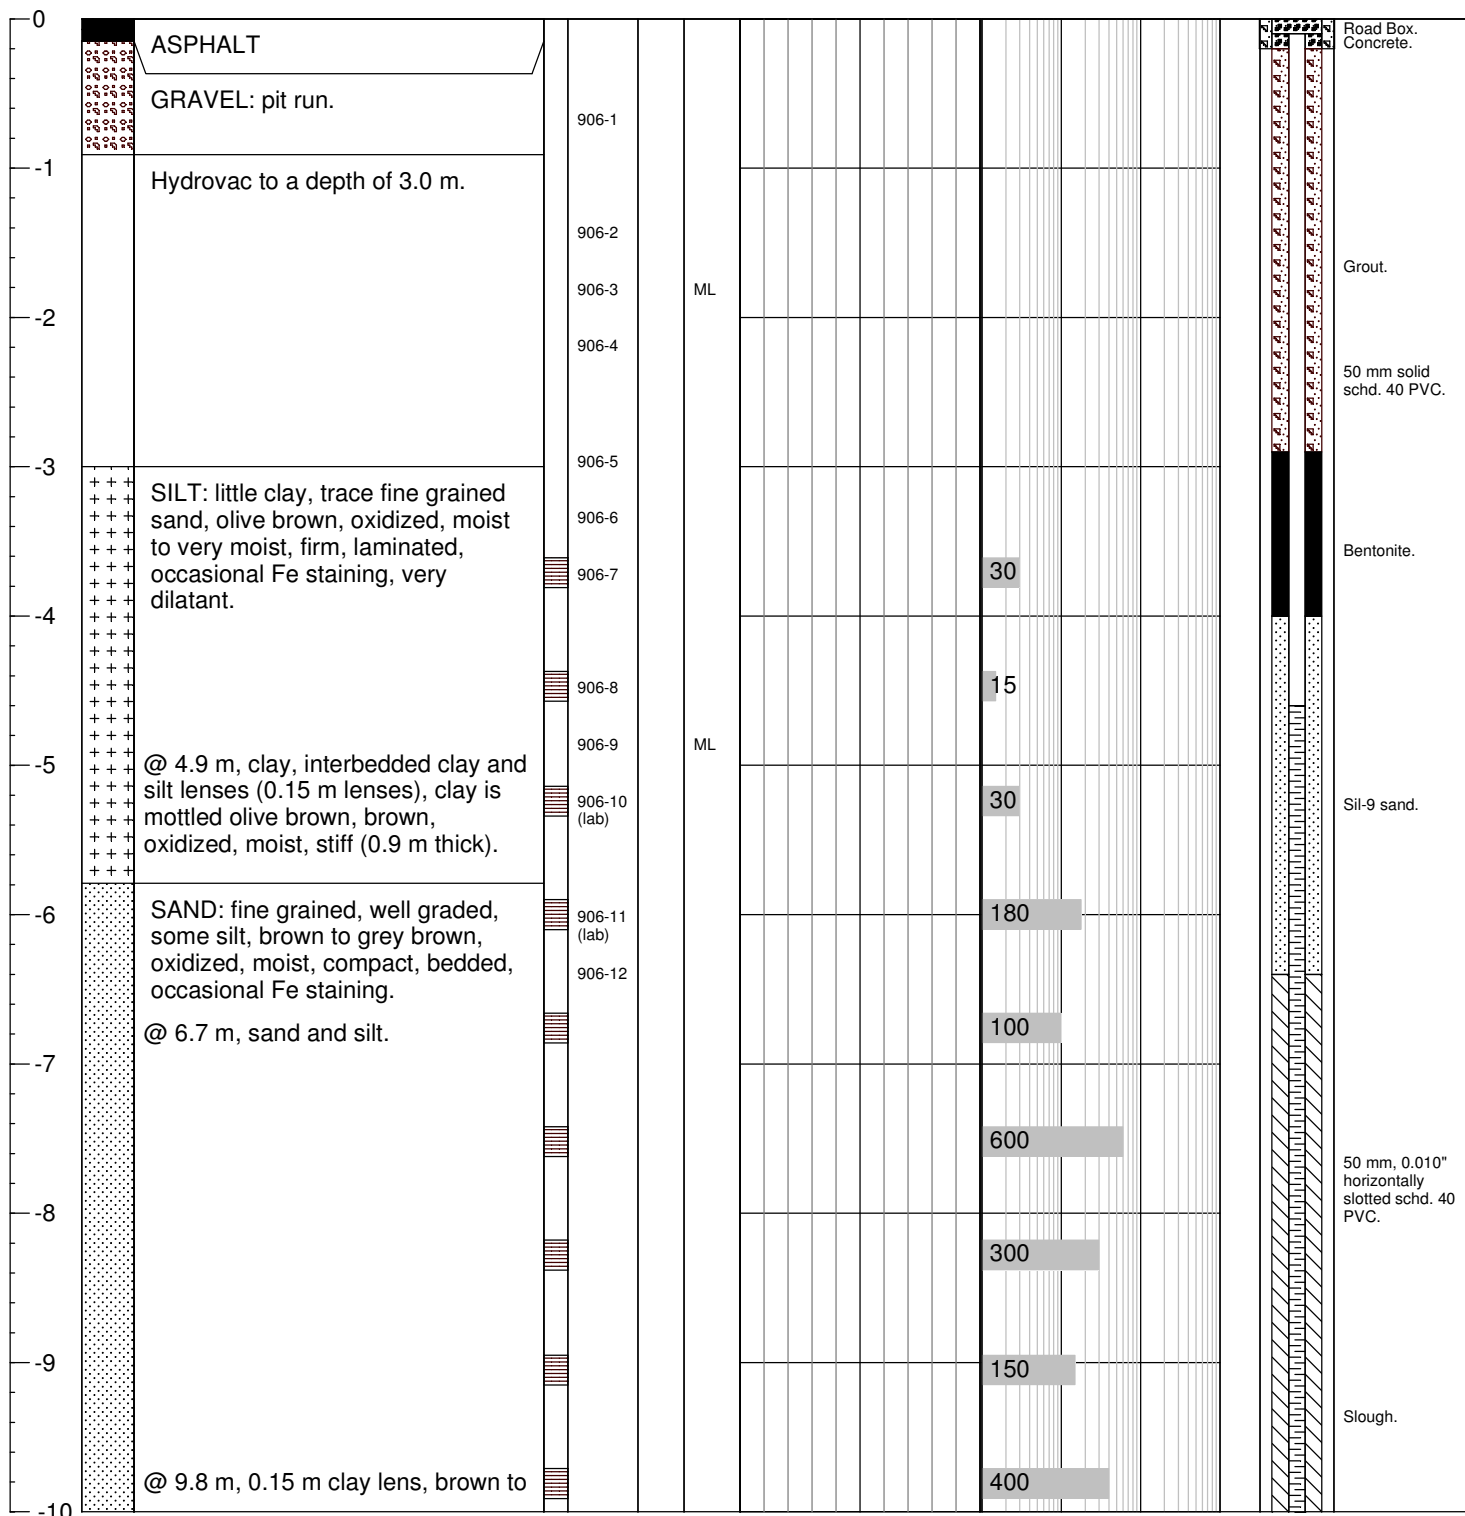 0
ASPHALT
GRAVEL: pit run.
906-1
Road Box.
Concrete.
-1
Hydrovac to a depth of 3.0 m.
906-2
906-3
ML
Grout.
-2
906-4
50 mm solid
schd. 40 PVC.
906-5
-3
SILT: little clay, trace fine grained
sand, olive brown, oxidized, moist
to very moist, firm, laminated,
occasional Fe staining, very
dilatant.
906-6
906-7
30
Bentonite.
-4
906-8
15
906-9
ML
-5
@ 4.9 m, clay, interbedded clay and
silt lenses (0.15 m lenses), clay is
mottled olive brown, brown,
oxidized, moist, stiff (0.9 m thick).
906-10
(lab)
30
Sil-9 sand.
SAND: fine grained, well graded,
some silt, brown to grey brown,
oxidized, moist, compact, bedded,
occasional Fe staining.
-6
906-11
(lab)
180
906-12
@ 6.7 m, sand and silt.
100
-7
600
50 mm, 0.010"
horizontally
slotted schd. 40
PVC.
-8
300
-9
150
Slough.
@ 9.8 m, 0.15 m clay lens, brown to
400
-10